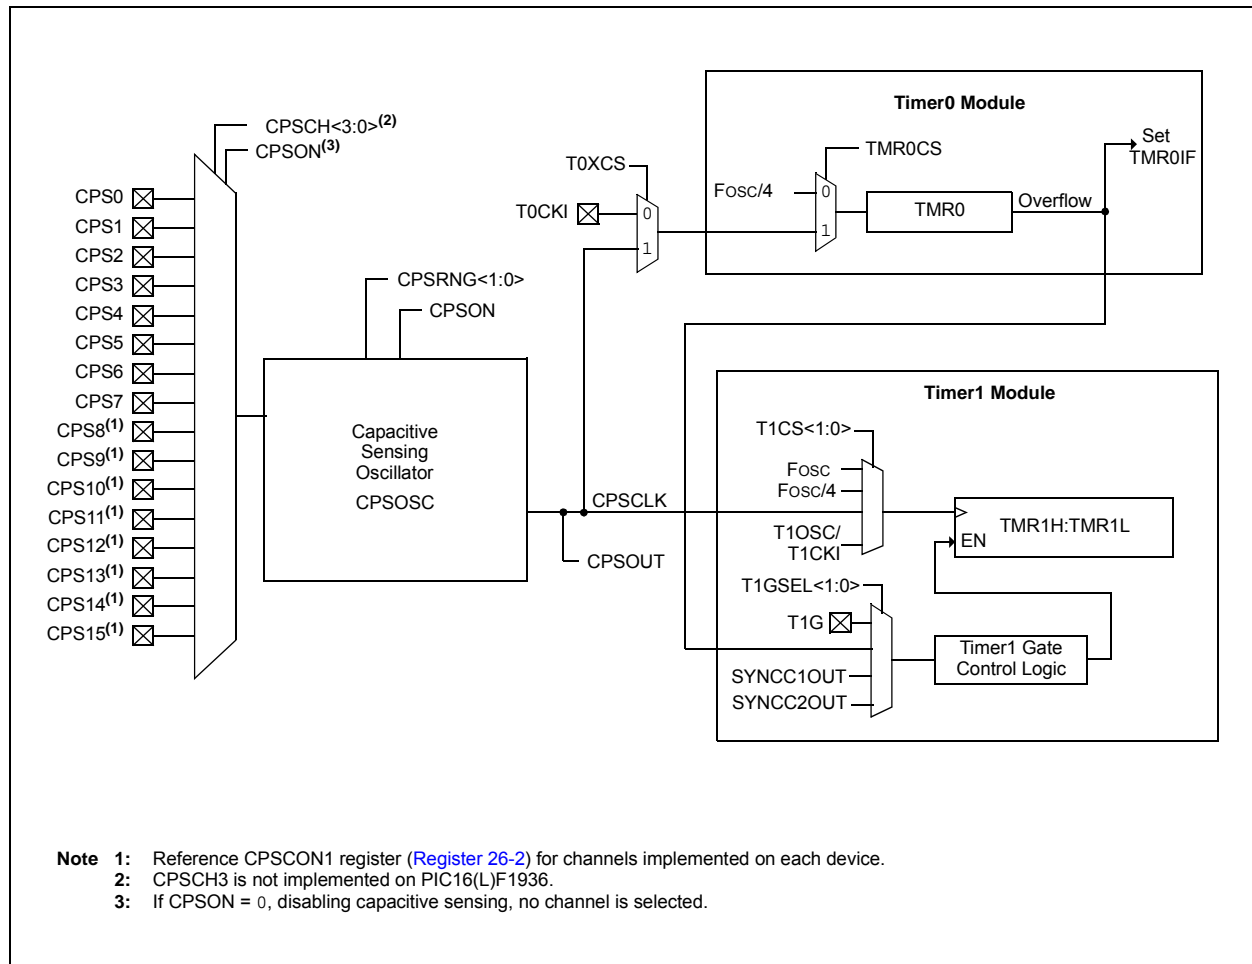 CPSCH<3:0>(2)
CPSON(3)
CPS0
CPS1
CPS2
CPS3
CPS4
CPS5
CPS6
CPS7
CPS8(1)
CPS9(1)
CPS10(1)
CPS11(1)
CPS12(1)
CPS13(1)
CPS14(1)
CPS15(1)
CPSRNG<1:0>
CPSON
Capacitive
Sensing
Oscillator
CPSOSC
CPSCLK
CPSOUT
T0XCS
T0CKI
0
1
Timer0 Module
TMR0CS
FOSC/4
0
1
TMR0
Overflow
Set
TMR0IF
Timer1 Module
T1CS<1:0>
FOSC
FOSC/4
T1OSC/
T1CKI
TMR1H:TMR1L
EN
T1GSEL<1:0>
T1G
SYNCC1OUT
SYNCC2OUT
Timer1 Gate
Control Logic
Note 1: Reference CPSCON1 register (Register 26-2) for channels implemented on each device.
2: CPSCH3 is not implemented on PIC16(L)F1936.
3: If CPSON = 0, disabling capacitive sensing, no channel is selected.